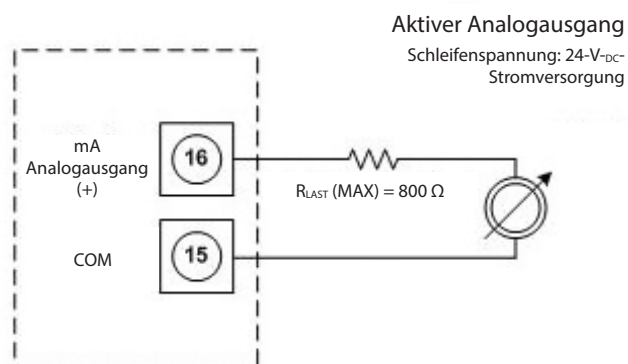 Aktiver Analogausgang
Schleifenspannung: 24-V-DC-
Stromversorgung
mA
Analogausgang
(+)
16
RLAST (MAX) = 800 Ω
COM
15